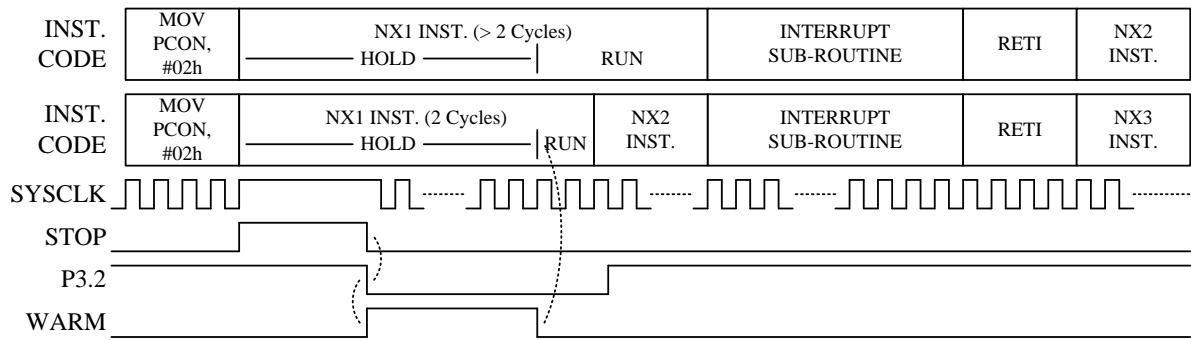 INST.
CODE
MOV
PCON,
#02h
NX1 INST. (> 2 Cycles)
HOLD
RUN
INTERRUPT
SUB-ROUTINE
RETI
NX2
INST.
INST.
CODE
MOV
PCON,
#02h
NX1 INST. (2 Cycles)
HOLD
RUN
NX2
INST.
INTERRUPT
SUB-ROUTINE
RETI
NX3
INST.
SYSCLK
STOP
P3.2
WARM